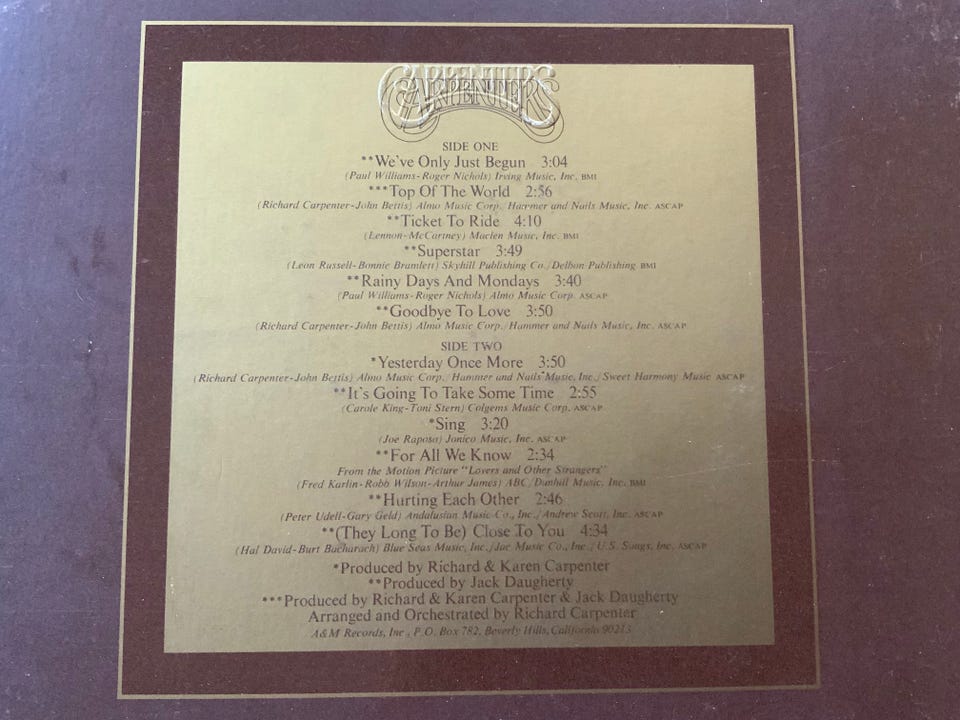 CARPENTERS
SIDE ONE
**We've Only Just Begun 3:04
(Paul Williams-Roger Nichols) Irving Music, Inc. BMI
***Top Of The World 2:56
(Richard Carpenter-John Bettis) Almo Music Corp. Hammer and Nails Music, Inc. ASCAP
**Ticket To Ride 4:10
(Lennon-McCartney) Maclen Music, Inc. BMI
**Superstar 3:49
(Leon Russell-Bonnie Bramlett) Skyhill Publishing Co./Delbon Publishing BMI
**Rainy Days And Mondays 3:40
(Paul Williams-Roger Nichols) Almo Music Corp. ASCAP
**Goodbye To Love 3:50
(Richard Carpenter-John Bettis) Almo Music Corp./Hammer and Nails Music, Inc. ASCAP
SIDE TWO
*Yesterday Once More 3:50
(Richard Carpenter-John Bettis) Almo Music Corp./Hammer and Nails Music, Inc./Sweet Harmony Music ASCAP
**It's Going To Take Some Time 2:55
(Carole King-Toni Stern) Colgems Music Corp. ASCAP
*Sing 3:20
(Joe Raposo) Jonico Music, Inc. ASCAP
**For All We Know 2:34
From the Motion Picture "Lovers and Other Strangers"
(Fred Karlin-Robb Wilson-Arthur James) ABC/Dunhill Music, Inc. BMI
**Hurting Each Other 2:46
(Peter Udell-Gary Geld) Andalusian Music Co., Inc./Andrew Scott, Inc. ASCAP
**(They Long To Be) Close To You 4:34
(Hal David-Burt Bacharach) Blue Seas Music, Inc./Jac Music Co., Inc./U.S. Songs, Inc. ASCAP
*Produced by Richard & Karen Carpenter
**Produced by Jack Daugherty
***Produced by Richard & Karen Carpenter & Jack Daugherty
Arranged and Orchestrated by Richard Carpenter
A&M Records, Inc., P.O. Box 782, Beverly Hills, California 90213